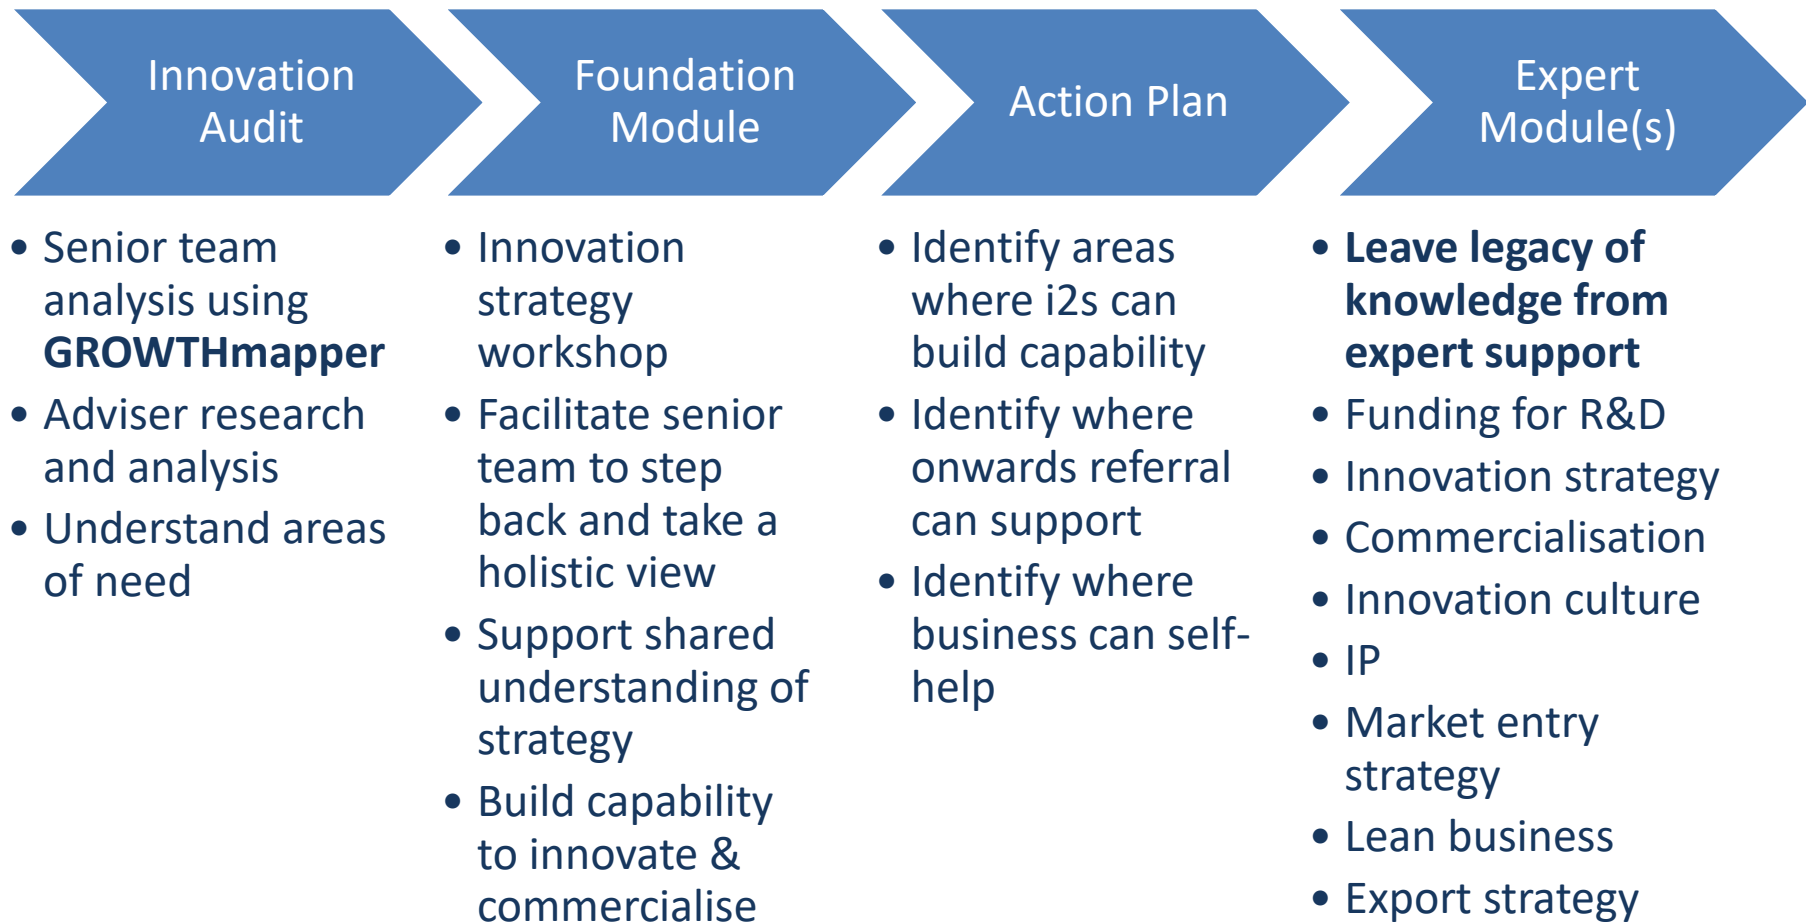 Innovation
Audit
Foundation
Module
Action Plan
Expert
Module(s)
• Senior team
analysis using
GROWTHmapper
• Adviser research
and analysis
• Understand areas
of need
• Innovation
strategy
workshop
• Facilitate senior
team to step
back and take a
holistic view
• Support shared
understanding of
strategy
• Build capability
to innovate &
commercialise
• Identify areas
where i2s can
build capability
• Identify where
onwards referral
can support
• Identify where
business can self-
help
• Leave legacy of
knowledge from
expert support
• Funding for R&D
• Innovation strategy
• Commercialisation
• Innovation culture
• IP
• Market entry
strategy
• Lean business
• Export strategy